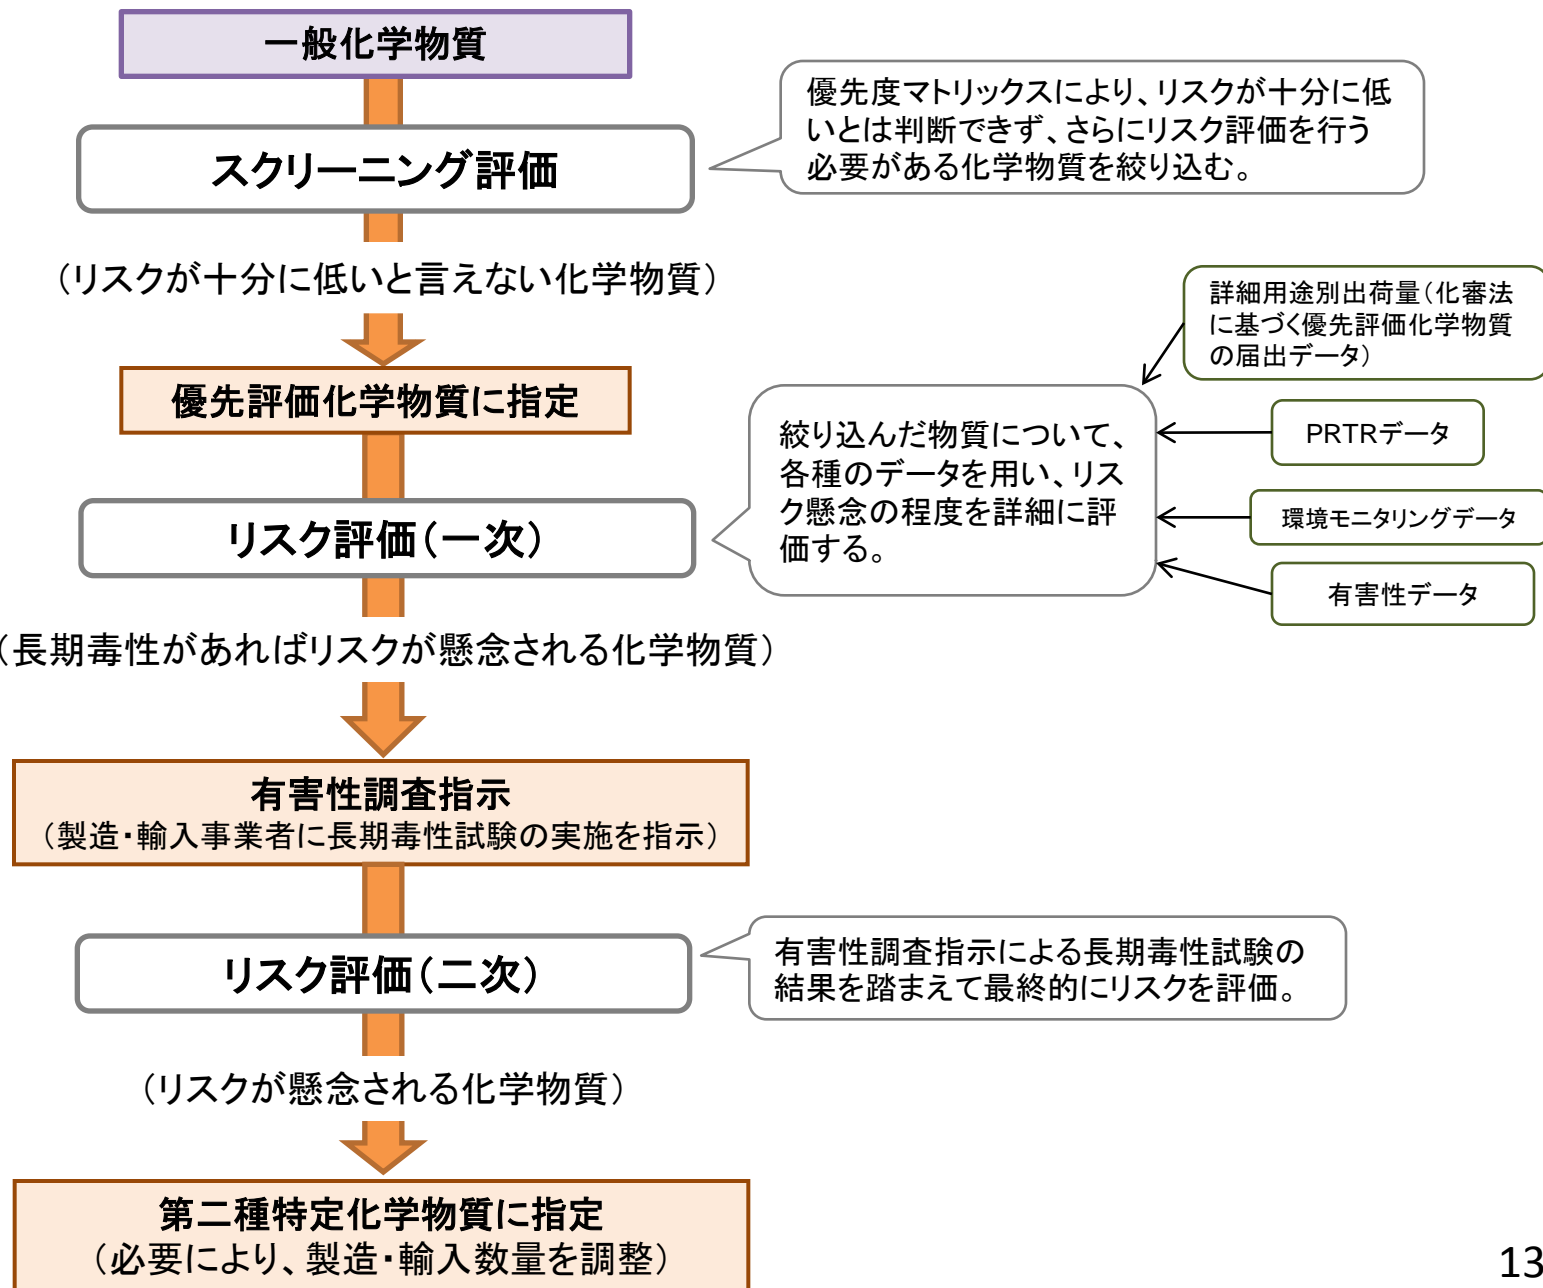 一般化学物質
優先度マトリックスにより、リスクが十分に低
いとは判断できず、さらにリスク評価を行う
必要がある化学物質を絞り込む。
スクリーニング評価
（リスクが十分に低いと言えない化学物質）
詳細用途別出荷量（化審法
に基づく優先評価化学物質
の届出データ）
優先評価化学物質に指定
絞り込んだ物質について、
各種のデータを用い、リス
ク懸念の程度を詳細に評
価する。
PRTRデータ
環境モニタリングデータ
有害性データ
リスク評価（一次）
（長期毒性があればリスクが懸念される化学物質）
有害性調査指示
（製造・輸入事業者に長期毒性試験の実施を指示）
リスク評価（二次）
有害性調査指示による長期毒性試験の
結果を踏まえて最終的にリスクを評価。
（リスクが懸念される化学物質）
第二種特定化学物質に指定
（必要により、製造・輸入数量を調整）
13